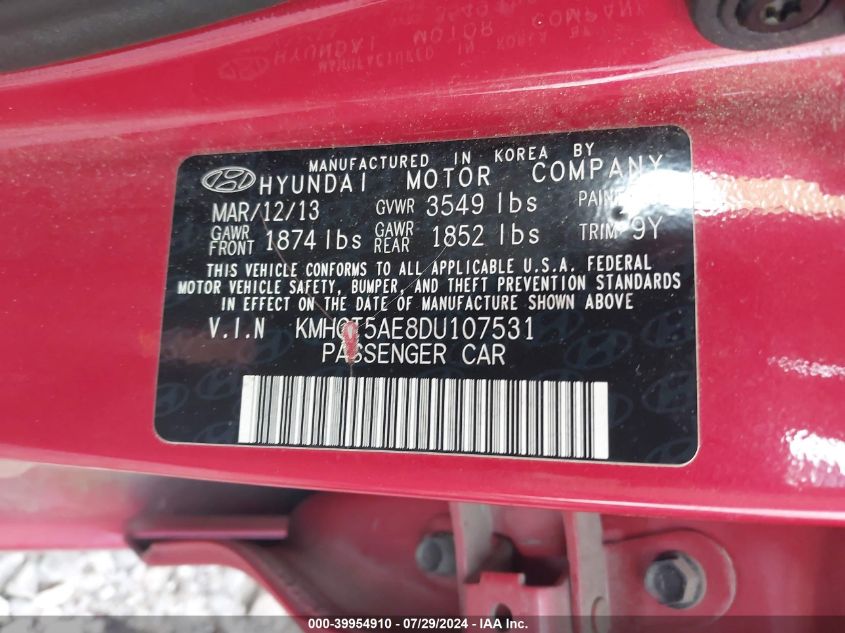 MANUFACTURED IN KOREA BY
HYUNDAI MOTOR COMPANY
MAR/12/13 GVWR 3549 lbs
GAWR FRONT 1874 lbs GAWR REAR 1852 lbs TRIM 9Y
THIS VEHICLE CONFORMS TO ALL APPLICABLE U.S.A. FEDERAL
MOTOR VEHICLE SAFETY, BUMPER, AND THEFT PREVENTION STANDARDS
IN EFFECT ON THE DATE OF MANUFACTURE SHOWN ABOVE
V.I.N KMHCT5AE8DU107531
PASSENGER CAR
000-39954910 - 07/29/2024 - IAA Inc.